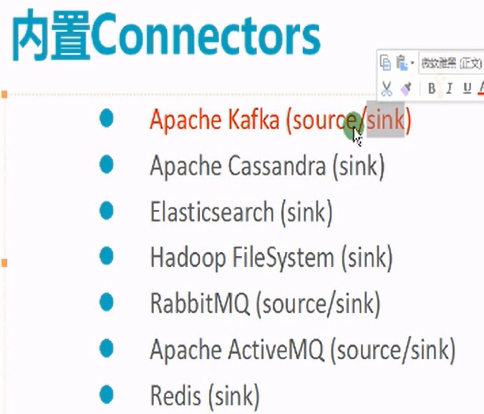 内置Connectors
微软雅黑 (正文)
B I U A
Apache Kafka (source/sink)
Apache Cassandra (sink)
Elasticsearch (sink)
Hadoop FileSystem (sink)
RabbitMQ (source/sink)
Apache ActiveMQ (source/sink)
Redis (sink)